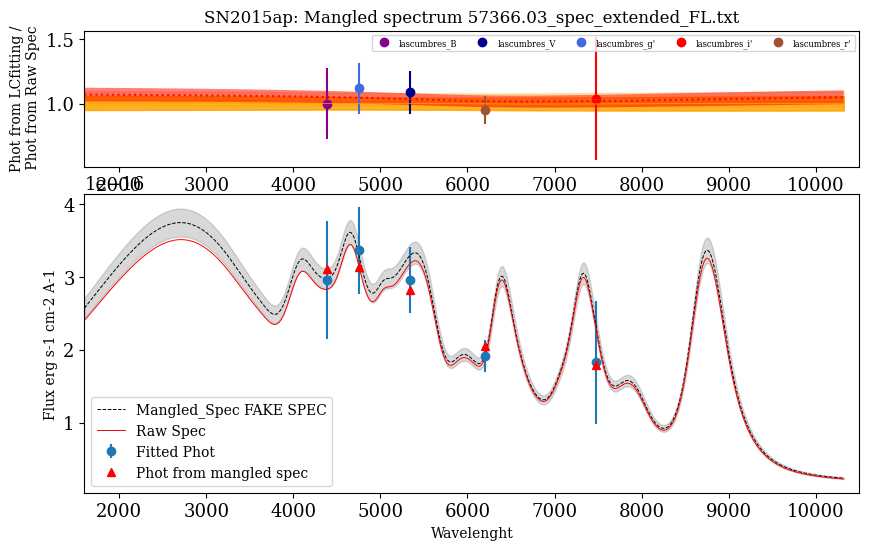 SN2015ap: Mangled spectrum 57366.03_spec_extended_FL.txt
Phot from LCfitting /
Phot from Raw Spec
1.5
1.0
lascumbres_B
lascumbres_V
lascumbres_g'
lascumbres_i'
lascumbres_r'
2000 3000 4000 5000 6000 7000 8000 9000 10000
1e−16
Flux erg s-1 cm-2 A-1
4
3
2
1
Mangled_Spec FAKE SPEC
Raw Spec
Fitted Phot
Phot from mangled spec
2000 3000 4000 5000 6000 7000 8000 9000 10000
Wavelenght